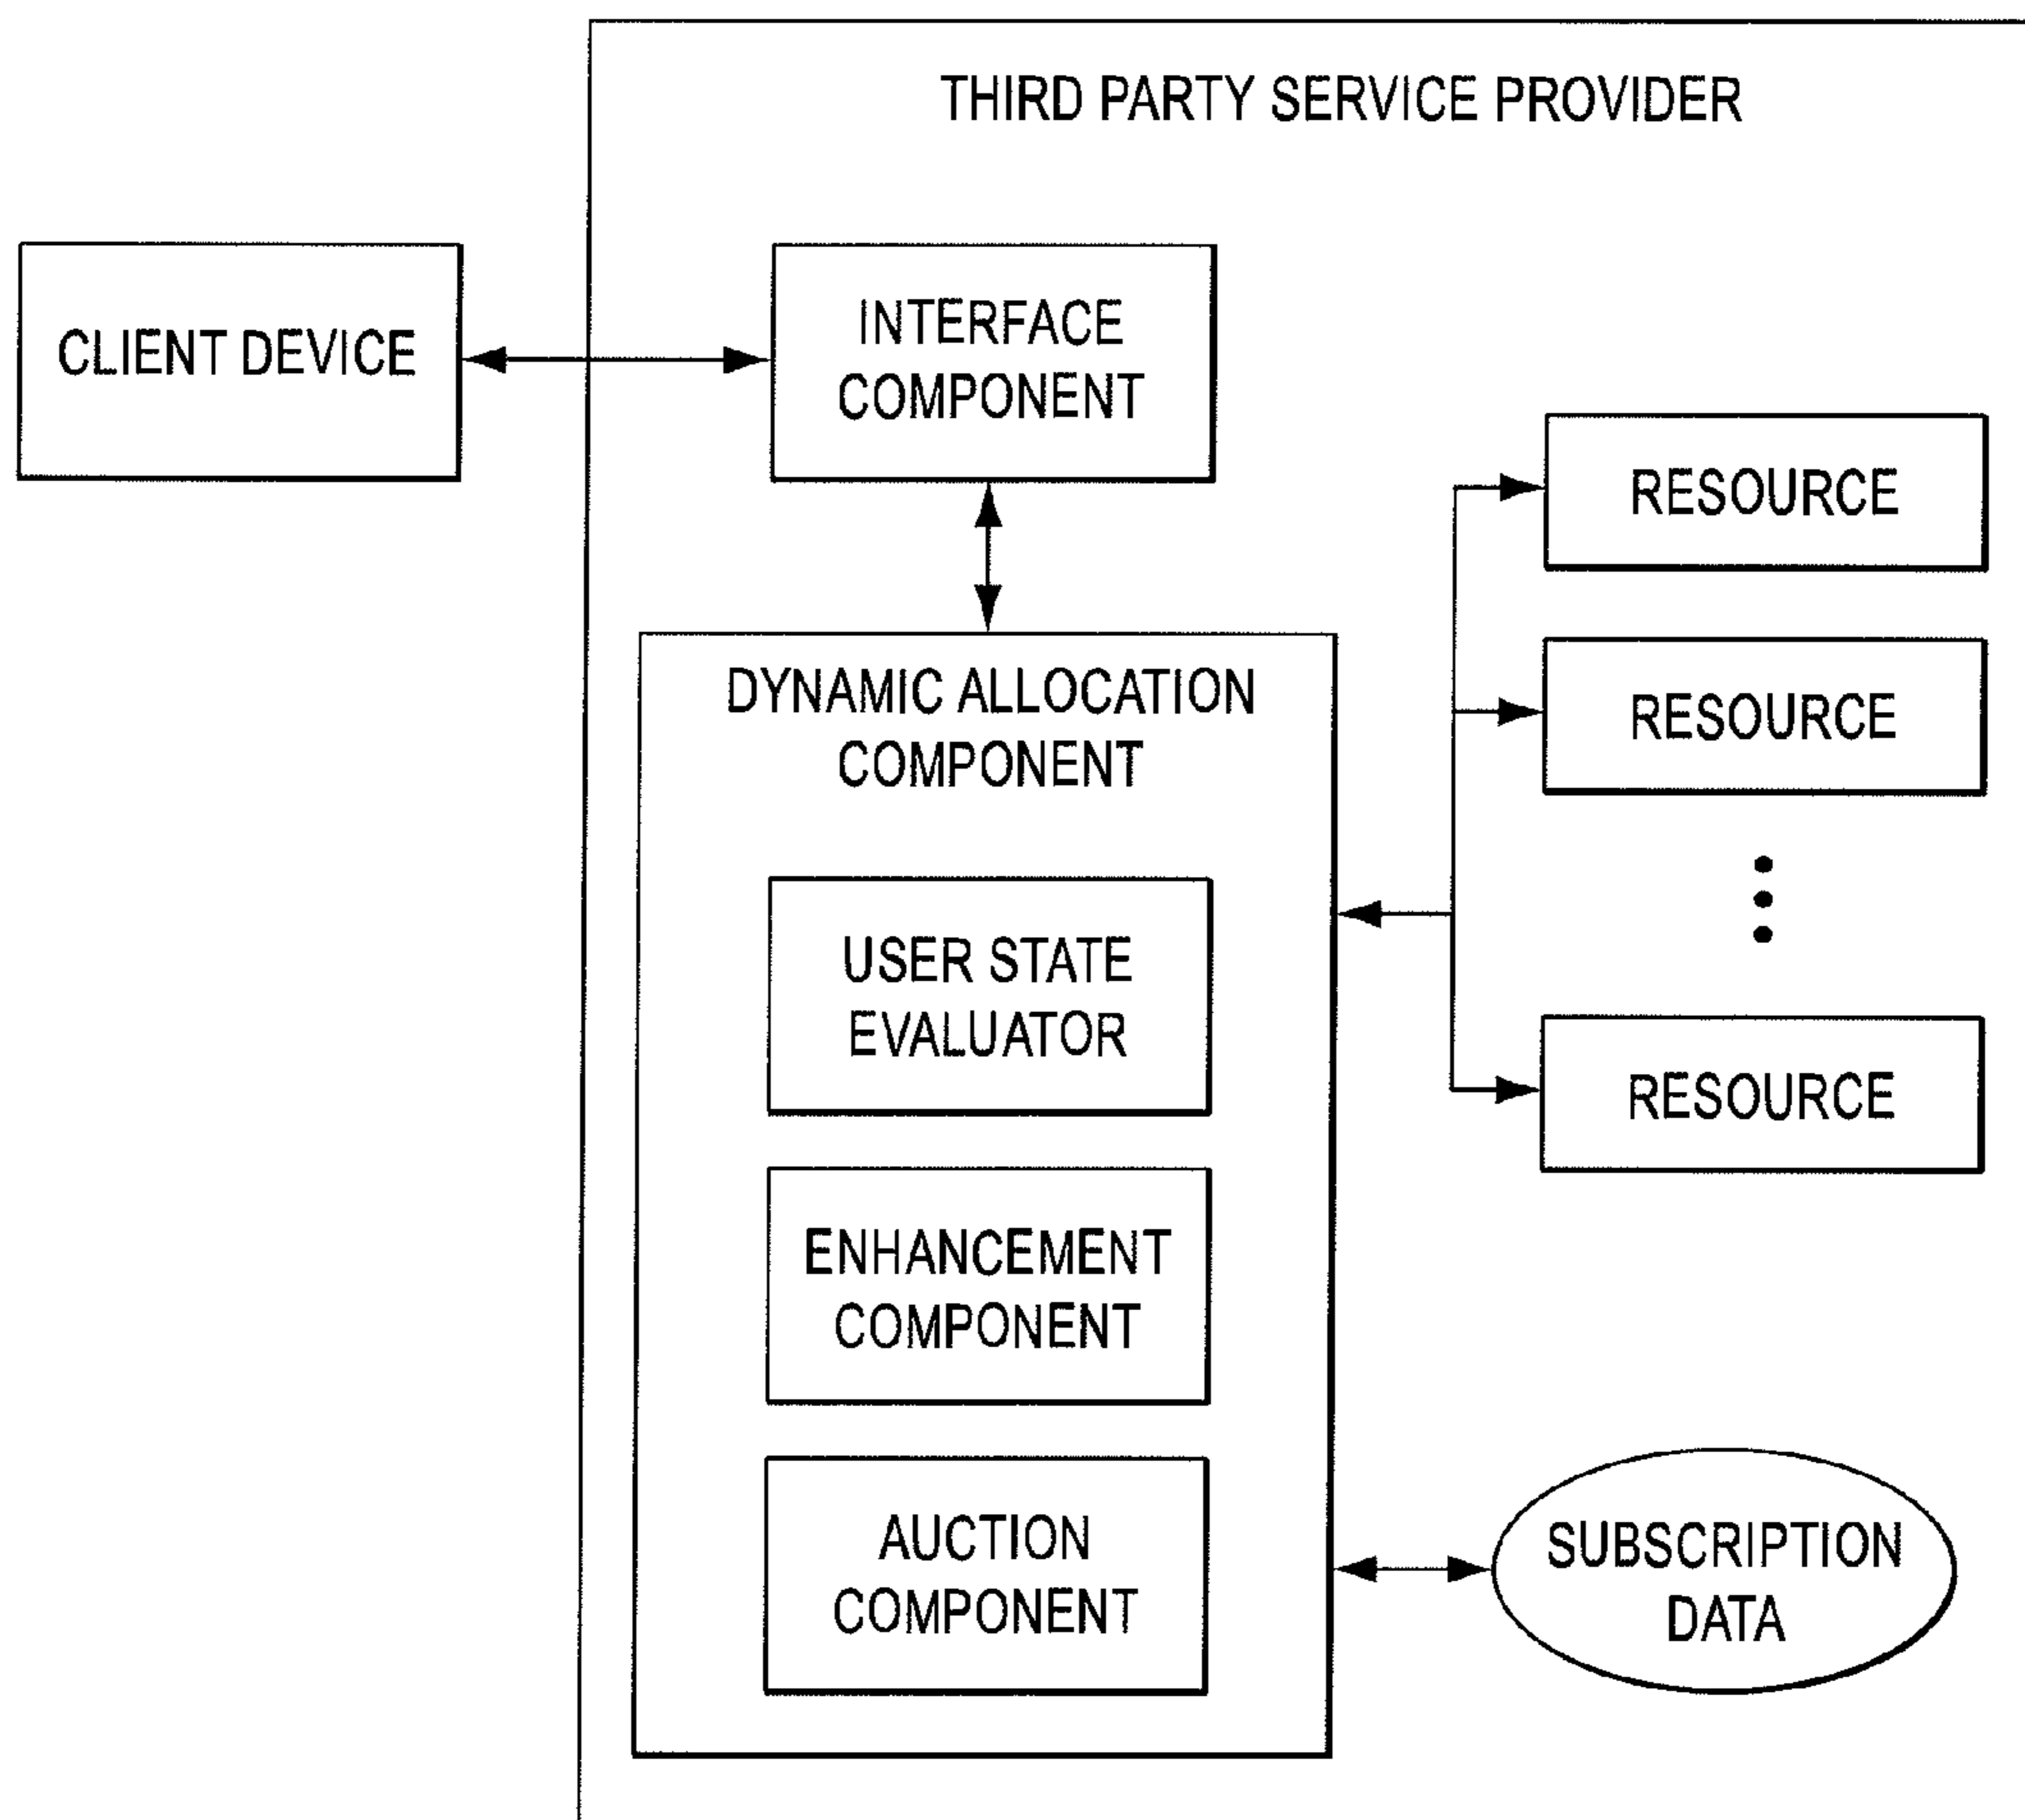 THIRD PARTY SERVICE PROVIDER
CLIENT DEVICE
INTERFACE
COMPONENT
RESOURCE
DYNAMIC ALLOCATION
COMPONENT
RESOURCE
USER STATE
EVALUATOR
RESOURCE
ENHANCEMENT
COMPONENT
AUCTION
COMPONENT
SUBSCRIPTION
DATA